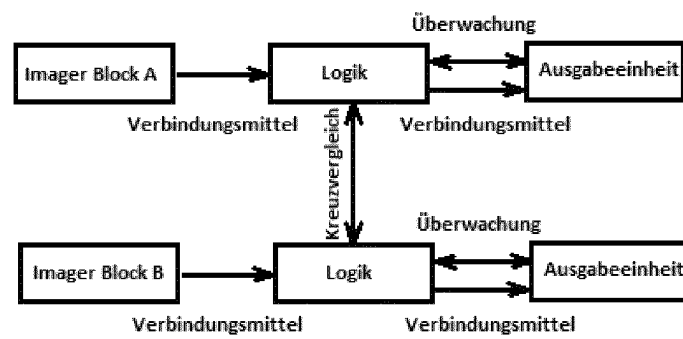 Überwachung
Imager Block A
Logik
Ausgabeeinheit
Verbindungsmittel
Verbindungsmittel
Kreuzvergleich
Überwachung
Imager Block B
Logik
Ausgabeeinheit
Verbindungsmittel
Verbindungsmittel